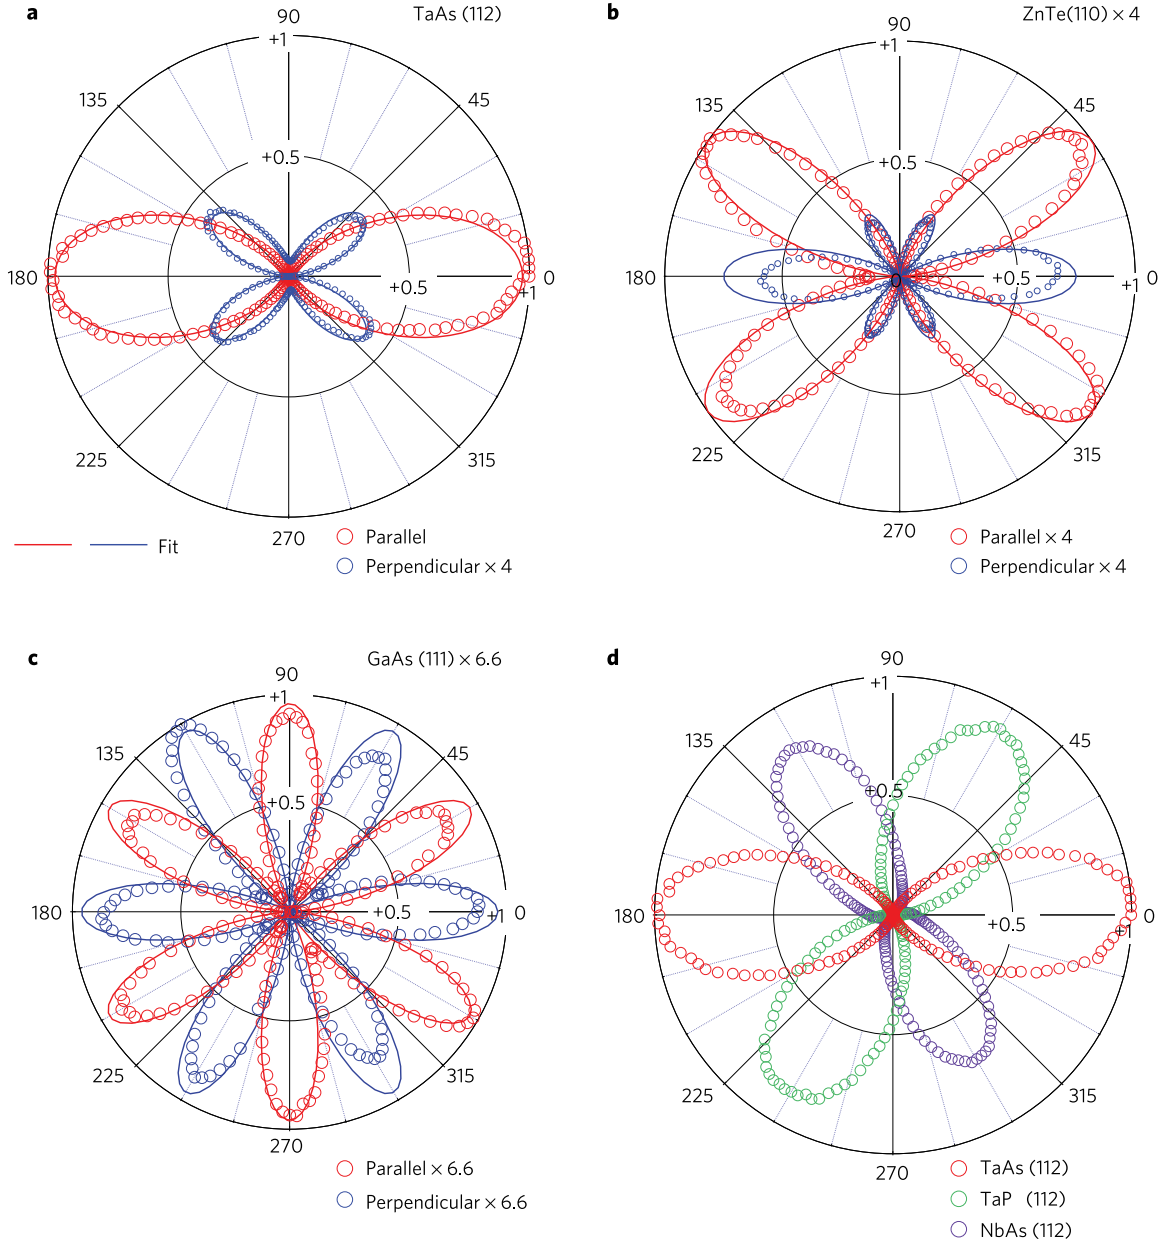 a
TaAs (112)
90
+1
135
45
+0.5
180
+0.5
0
+1
225
315
270
Fit
Parallel
Perpendicular × 4
b
ZnTe(110) × 4
90
+1
135
45
+0.5
180
0
+0.5
+1 0
225
315
270
Parallel × 4
Perpendicular × 4
c
GaAs (111) × 6.6
90
+1
135
45
+0.5
180
+0.5
+1 0
225
315
270
Parallel × 6.6
Perpendicular × 6.6
d
90
+1
135
45
+0.5
180
0
+0.5
+1
225
315
270
TaAs (112)
TaP (112)
NbAs (112)